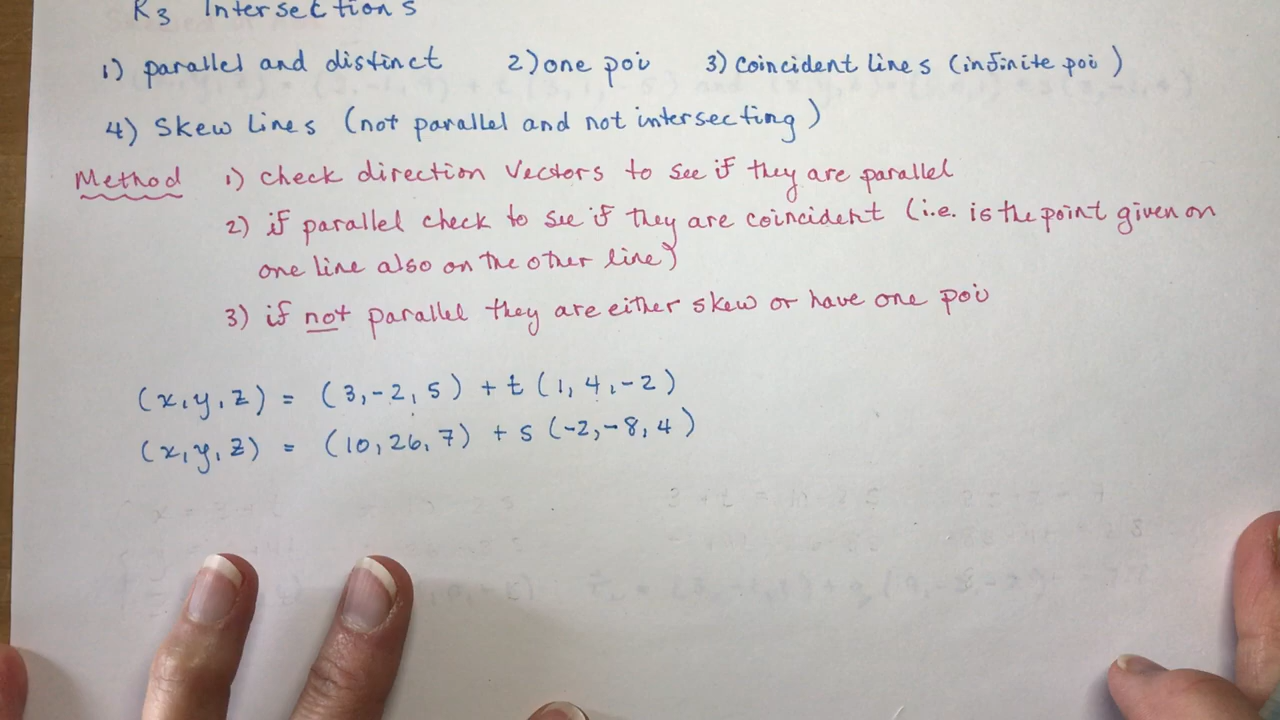 R3 Intersections
1) parallel and distinct 2) one poi 3) coincident lines (infinite poi)
4) Skew Lines (not parallel and not intersecting)
Method 1) check direction vectors to see if they are parallel
2) if parallel check to see if they are coincident (i.e. is the point given on
one line also on the other line)
3) if not parallel they are either skew or have one poi
(x,y,z) = (3,-2,5) + t (1,4,-2)
(x,y,z) = (10,26,7) + s (-2,-8,4)